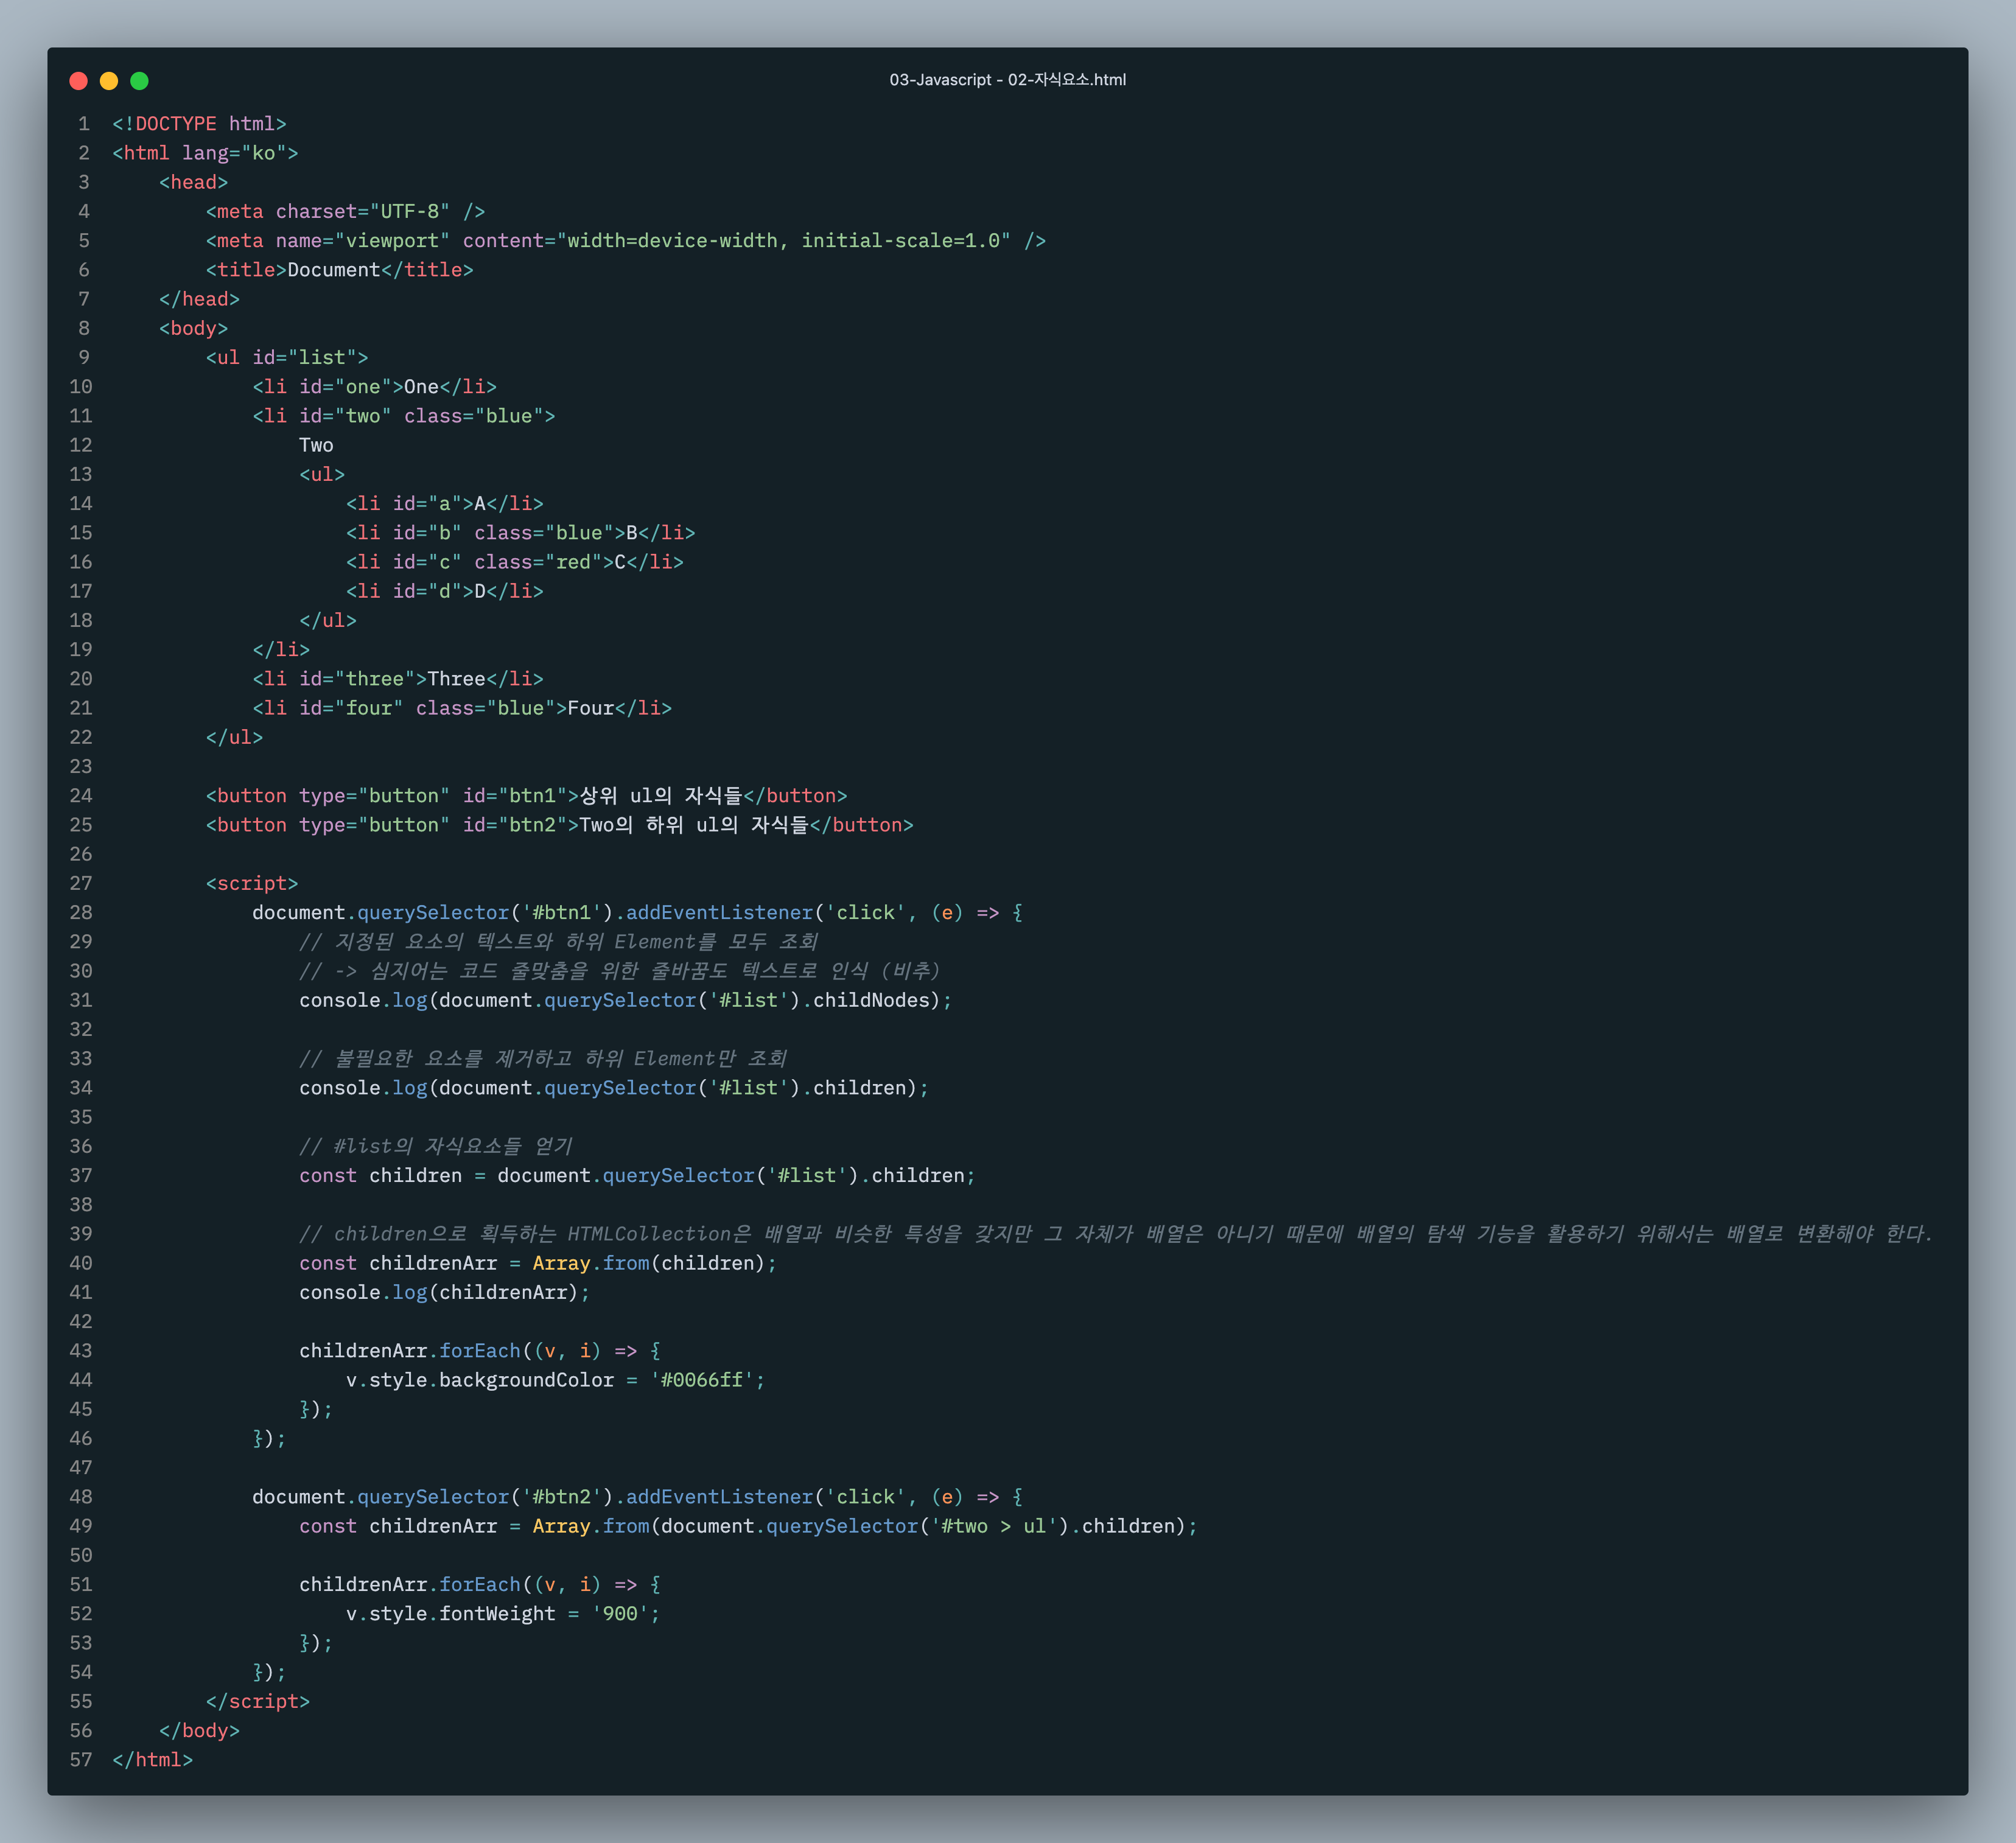 03-Javascript - 02-자식요소.html
1 <!DOCTYPE html>
2 <html lang="ko">
3     <head>
4         <meta charset="UTF-8" />
5         <meta name="viewport" content="width=device-width, initial-scale=1.0" />
6         <title>Document</title>
7     </head>
8     <body>
9         <ul id="list">
10             <li id="one">One</li>
11             <li id="two" class="blue">
12                 Two
13                 <ul>
14                     <li id="a">A</li>
15                     <li id="b" class="blue">B</li>
16                     <li id="c" class="red">C</li>
17                     <li id="d">D</li>
18                 </ul>
19             </li>
20             <li id="three">Three</li>
21             <li id="four" class="blue">Four</li>
22         </ul>
23
24         <button type="button" id="btn1">상위 ul의 자식들</button>
25         <button type="button" id="btn2">Two의 하위 ul의 자식들</button>
26
27         <script>
28             document.querySelector('#btn1').addEventListener('click', (e) => {
29                 // 지정된 요소의 텍스트와 하위 Element를 모두 조회
30                 // -> 심지어는 코드 줄맞춤을 위한 줄바꿈도 텍스트로 인식 (비추)
31                 console.log(document.querySelector('#list').childNodes);
32
33                 // 불필요한 요소를 제거하고 하위 Element만 조회
34                 console.log(document.querySelector('#list').children);
35
36                 // #list의 자식요소들 얻기
37                 const children = document.querySelector('#list').children;
38
39                 // children으로 획득하는 HTMLCollection은 배열과 비슷한 특성을 갖지만 그 자체가 배열은 아니기 때문에 배열의 탐색 기능을 활용하기 위해서는 배열로 변환해야 한다.
40                 const childrenArr = Array.from(children);
41                 console.log(childrenArr);
42
43                 childrenArr.forEach((v, i) => {
44                     v.style.backgroundColor = '#0066ff';
45                 });
46             });
47
48             document.querySelector('#btn2').addEventListener('click', (e) => {
49                 const childrenArr = Array.from(document.querySelector('#two > ul').children);
50
51                 childrenArr.forEach((v, i) => {
52                     v.style.fontWeight = '900';
53                 });
54             });
55         </script>
56     </body>
57 </html>